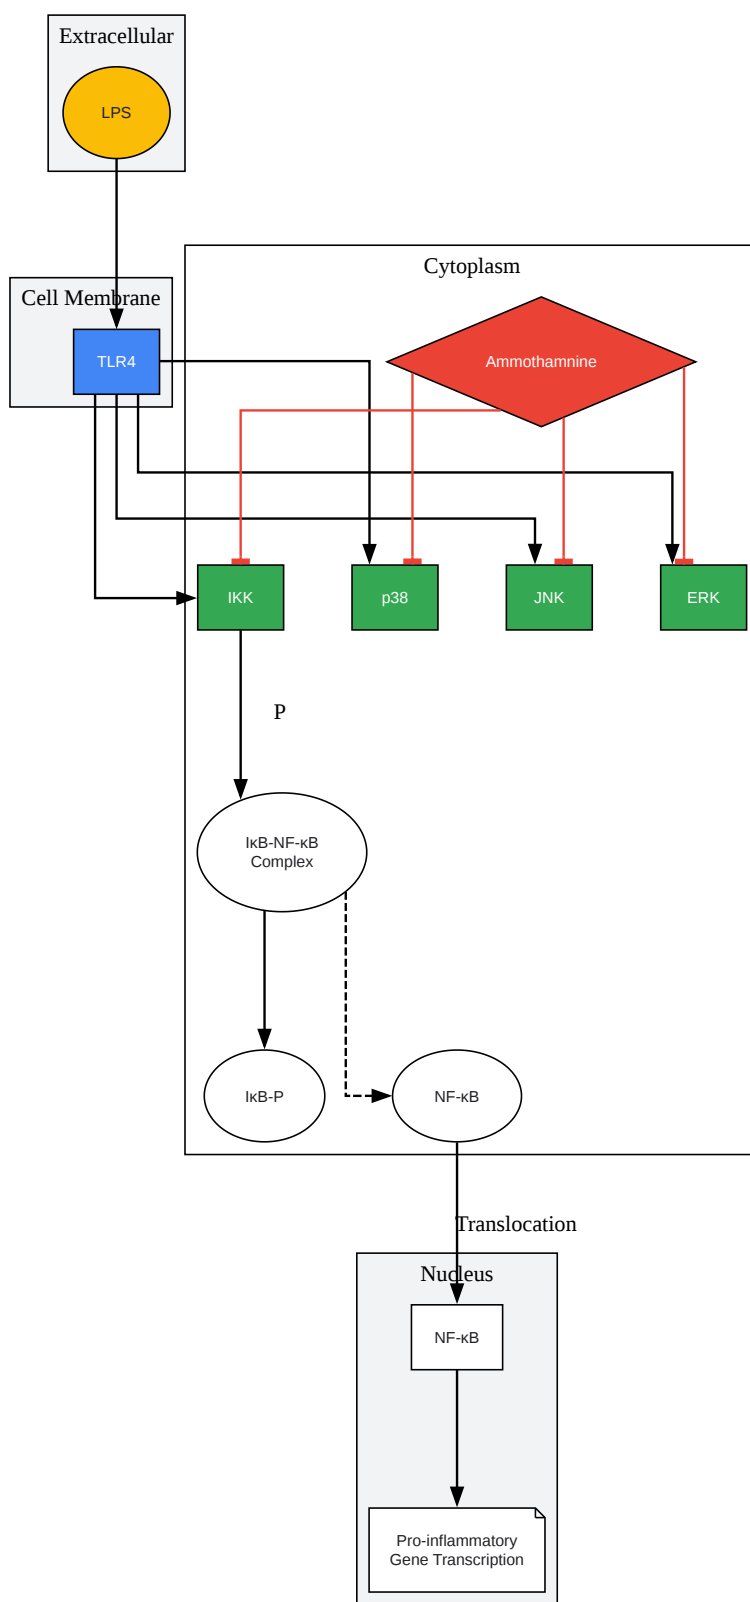 Extracellular
LPS
Cytoplasm
Cell Membrane
TLR4
Ammothamnine
IKK
p38
JNK
ERK
P
IκB-NF-κB
Complex
IκB-P
NF-κB
Translocation
Nucleus
NF-κB
Pro-inflammatory
Gene Transcription